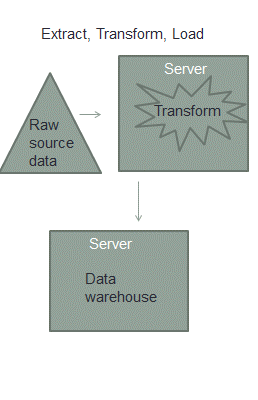 Extract, Transform, Load
Server
Transform
Raw
source
data
Server
Data
warehouse